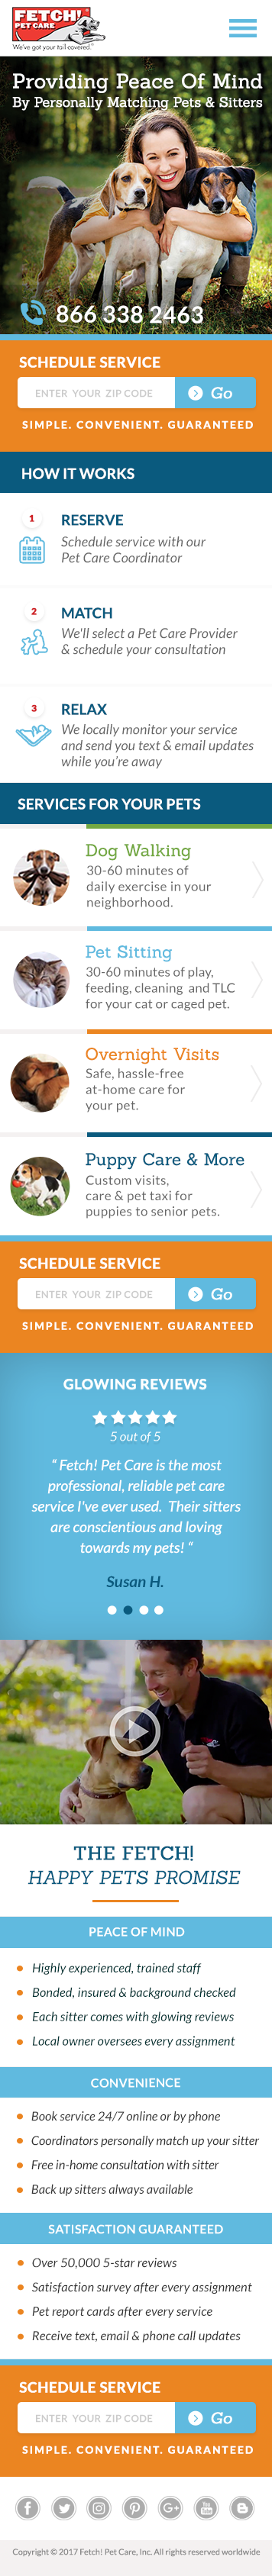 FETCH!
PET CARE
We've got your tail covered.
Providing Peace Of Mind
By Personally Matching Pets & Sitters
866 338 2463
SCHEDULE SERVICE
ENTER YOUR ZIP CODE
Go
SIMPLE. CONVENIENT. GUARANTEED
HOW IT WORKS
1
RESERVE
Schedule service with our
Pet Care Coordinator
2
MATCH
We'll select a Pet Care Provider
& schedule your consultation
3
RELAX
We locally monitor your service
and send you text & email updates
while you're away
SERVICES FOR YOUR PETS
Dog Walking
30-60 minutes of
daily exercise in your
neighborhood.
Pet Sitting
30-60 minutes of play,
feeding, cleaning and TLC
for your cat or caged pet.
Overnight Visits
Safe, hassle-free
at-home care for
your pet.
Puppy Care & More
Custom visits,
care & pet taxi for
puppies to senior pets.
SCHEDULE SERVICE
ENTER YOUR ZIP CODE
Go
SIMPLE. CONVENIENT. GUARANTEED
GLOWING REVIEWS
5 out of 5
“ Fetch! Pet Care is the most
professional, reliable pet care
service I've ever used. Their sitters
are conscientious and loving
towards my pets! “
Susan H.
THE FETCH!
HAPPY PETS PROMISE
PEACE OF MIND
Highly experienced, trained staff
Bonded, insured & background checked
Each sitter comes with glowing reviews
Local owner oversees every assignment
CONVENIENCE
Book service 24/7 online or by phone
Coordinators personally match up your sitter
Free in-home consultation with sitter
Back up sitters always available
SATISFACTION GUARANTEED
Over 50,000 5-star reviews
Satisfaction survey after every assignment
Pet report cards after every service
Receive text, email & phone call updates
SCHEDULE SERVICE
ENTER YOUR ZIP CODE
Go
SIMPLE. CONVENIENT. GUARANTEED
Copyright © 2017 Fetch! Pet Care, Inc. All rights reserved worldwide